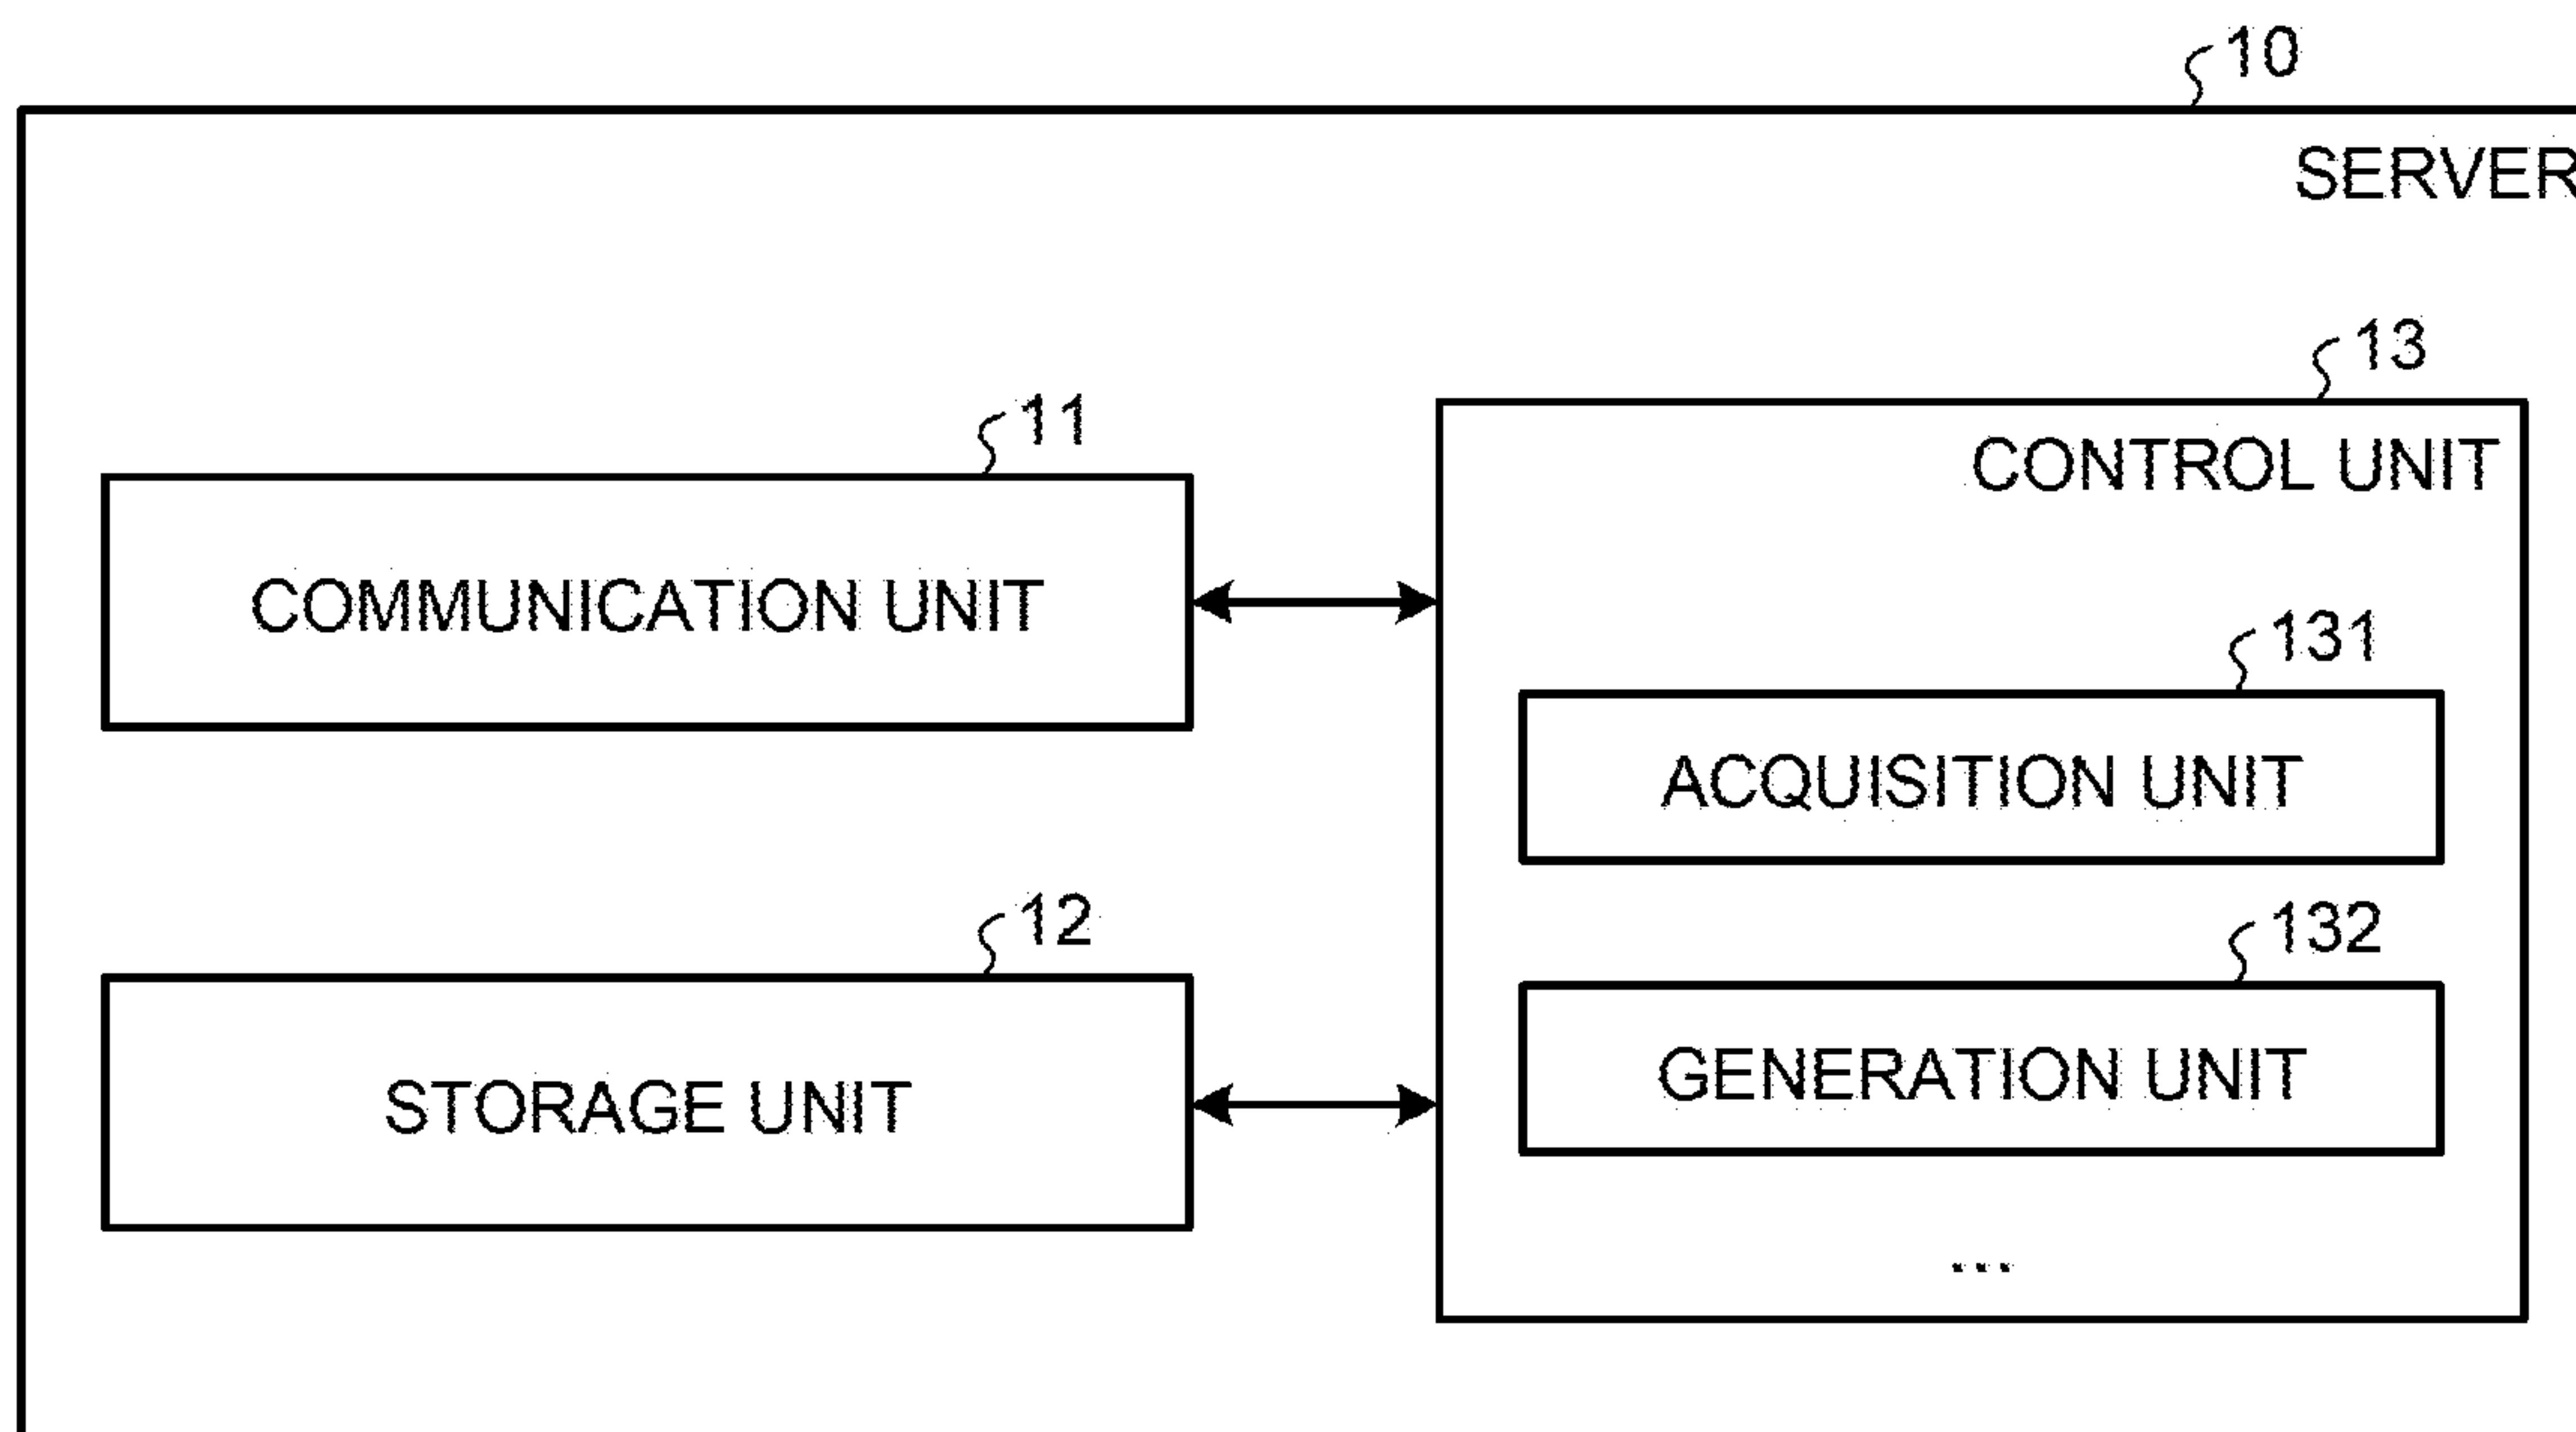 10
SERVER
13
CONTROL UNIT
11
COMMUNICATION UNIT
131
ACQUISITION UNIT
12
STORAGE UNIT
132
GENERATION UNIT
...